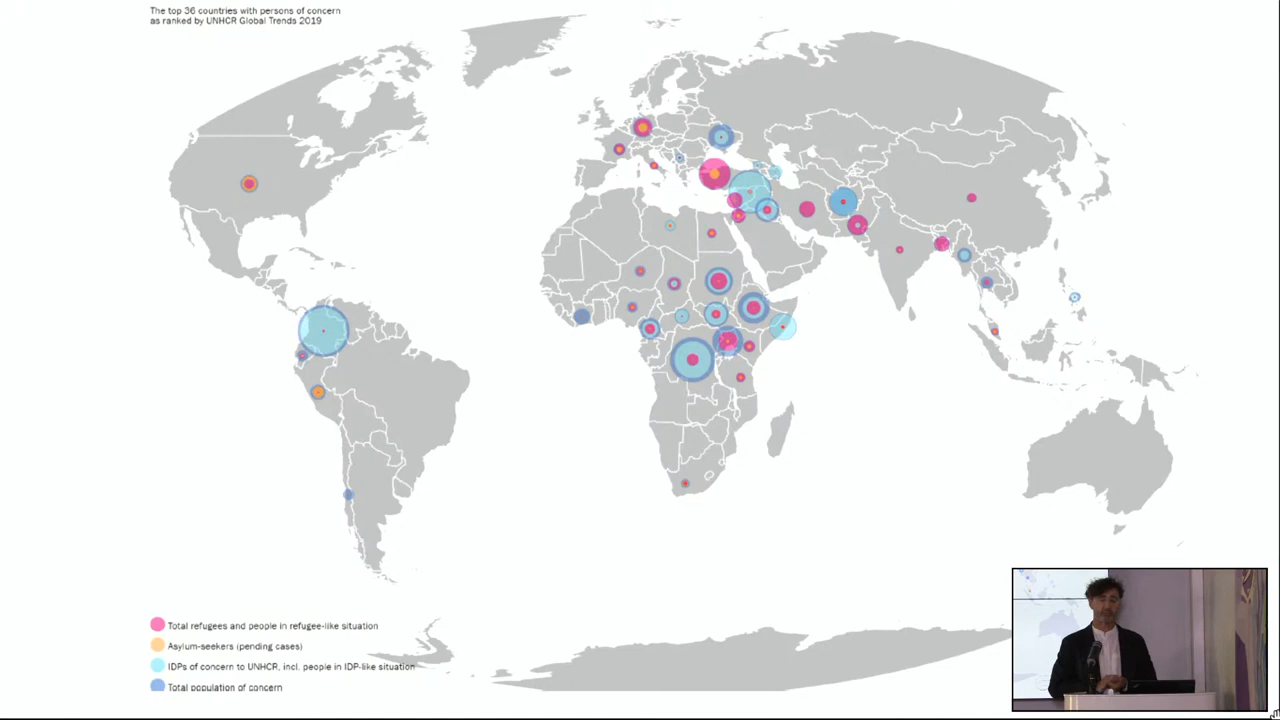 The top 36 countries with persons of concern
as ranked by UNHCR Global Trends 2019
Total refugees and people in refugee-like situation
Asylum-seekers (pending cases)
IDPs of concern to UNHCR, incl. people in IDP-like situation
Total population of concern